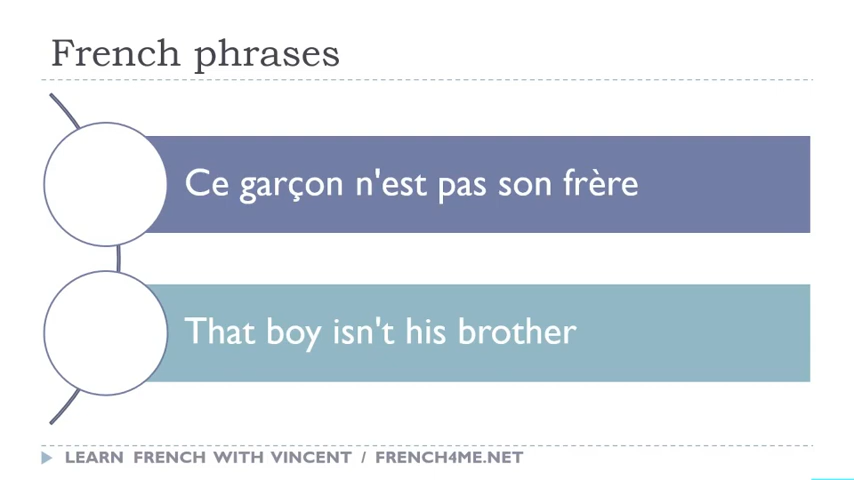 French phrases
Ce garçon n'est pas son frère
That boy isn't his brother
LEARN FRENCH WITH VINCENT / FRENCH4ME.NET